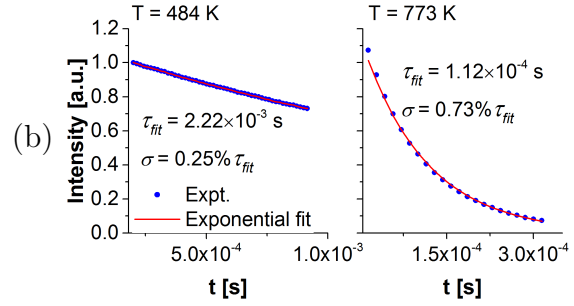 T = 484 K
T = 773 K
(b)
Intensity [a.u.]
1.2
1.0
0.8
0.6
0.4
0.2
0.0
τfit = 2.22×10⁻³ s
σ = 0.25% τfit
Expt.
Exponential fit
τfit = 1.12×10⁻⁴ s
σ = 0.73% τfit
5.0x10⁻⁴ 1.0x10⁻³
1.5x10⁻⁴ 3.0x10⁻⁴
t [s]
t [s]